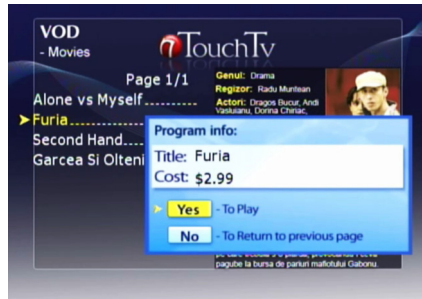 VOD
- Movies
7 TouchTv
Page 1/1
Genul: Drama
Regizor: Radu Muntean
Alone vs Myself..........
Actori: Dragos Bucur, Andi
Vasluianu, Dorina Chiriac,
Furia
Second Hand....
Garcea Si Olteni
Program info:
Title: Furia
Cost: $2.99
Yes - To Play
No - To Return to previous page
pagube la bursa de pariuri mafiotului Gabonu.